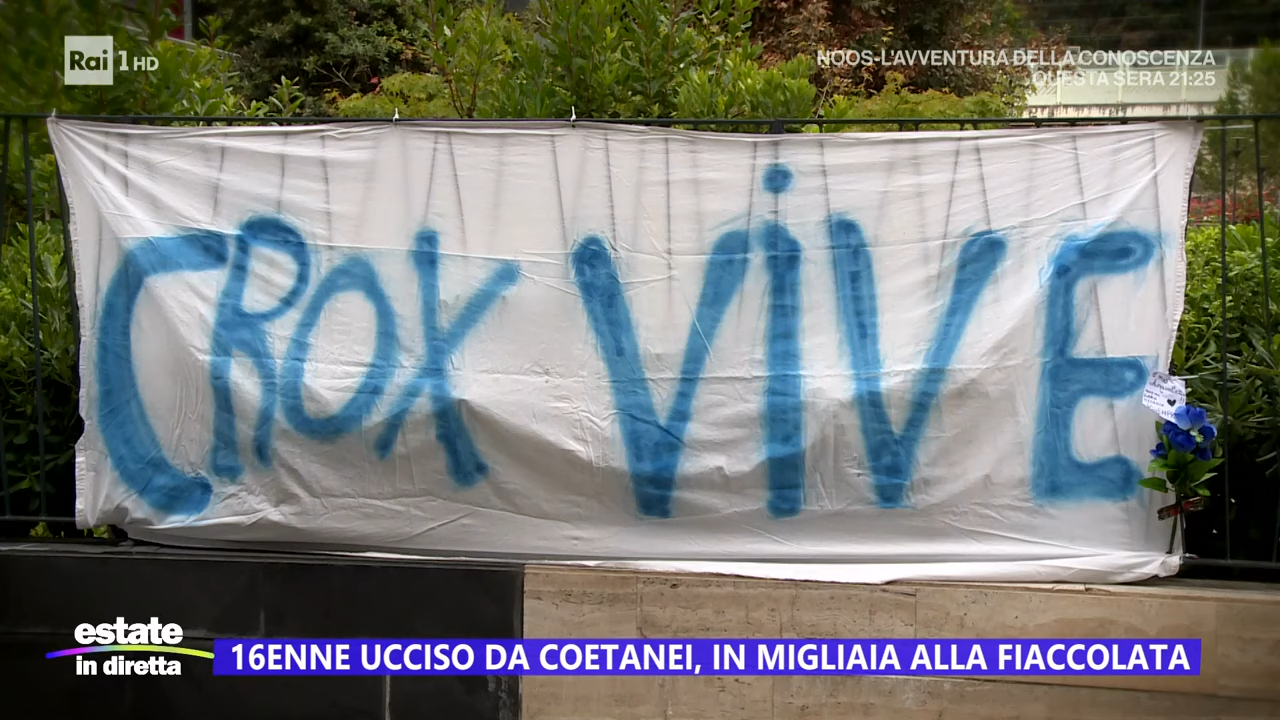 Rai 1 HD
NOOS-L'AVVENTURA DELLA CONOSCENZA
QUESTA SERA 21:25
CROX VIVE
estate
in diretta
16ENNE UCCISO DA COETANEI, IN MIGLIAIA ALLA FIACCOLATA